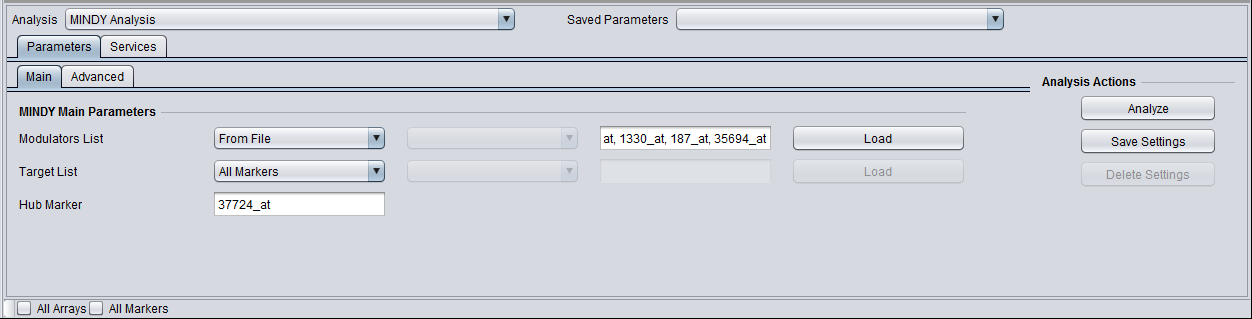 Analysis MINDY Analysis Saved Parameters
Parameters Services
Main Advanced
Analysis Actions
MINDY Main Parameters
Analyze
Modulators List From File at, 1330_at, 187_at, 35694_at Load
Save Settings
Target List All Markers Load
Delete Settings
Hub Marker 37724_at
All Arrays All Markers